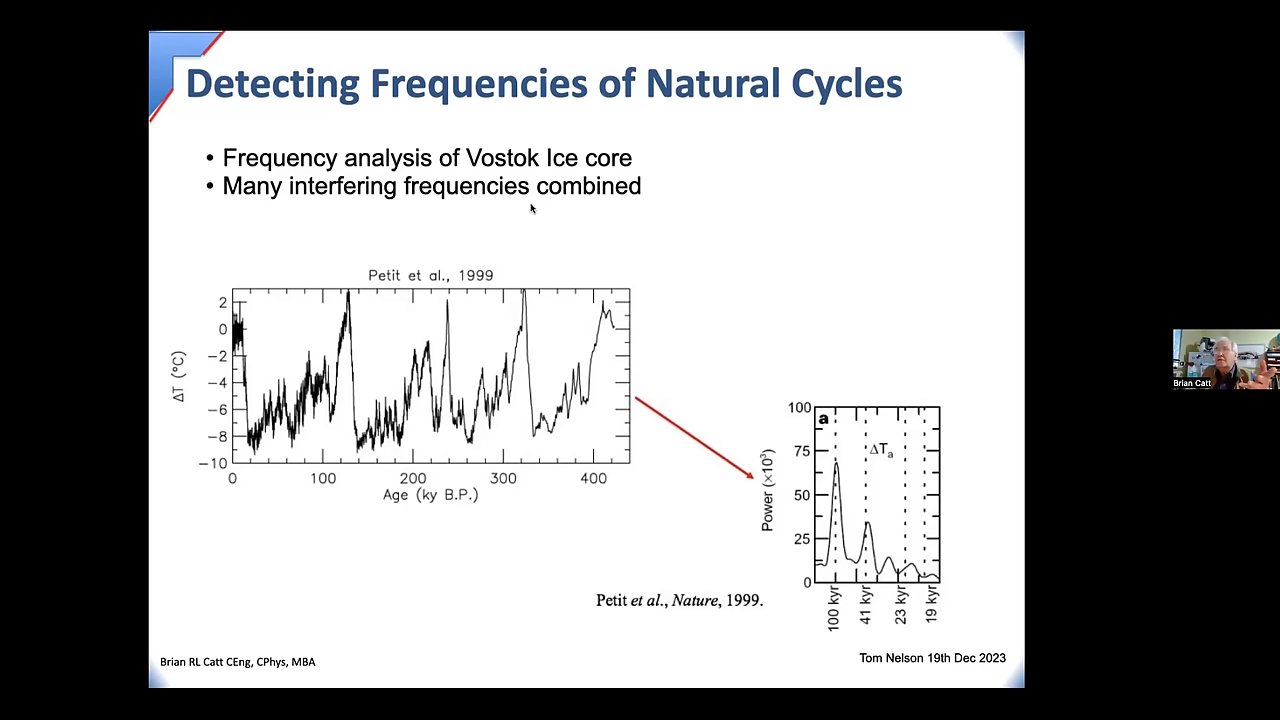 Detecting Frequencies of Natural Cycles
• Frequency analysis of Vostok Ice core
• Many interfering frequencies combined
Petit et al., 1999
ΔT (°C)
2
0
−2
−4
−6
−8
−10
0 100 200 300 400
Age (ky B.P.)
a
ΔTa
Power (×10³)
100
75
50
25
0
100 kyr
41 kyr
23 kyr
19 kyr
Petit et al., Nature, 1999.
Brian RL Catt CEng, CPhys, MBA
Tom Nelson 19th Dec 2023
Brian Catt